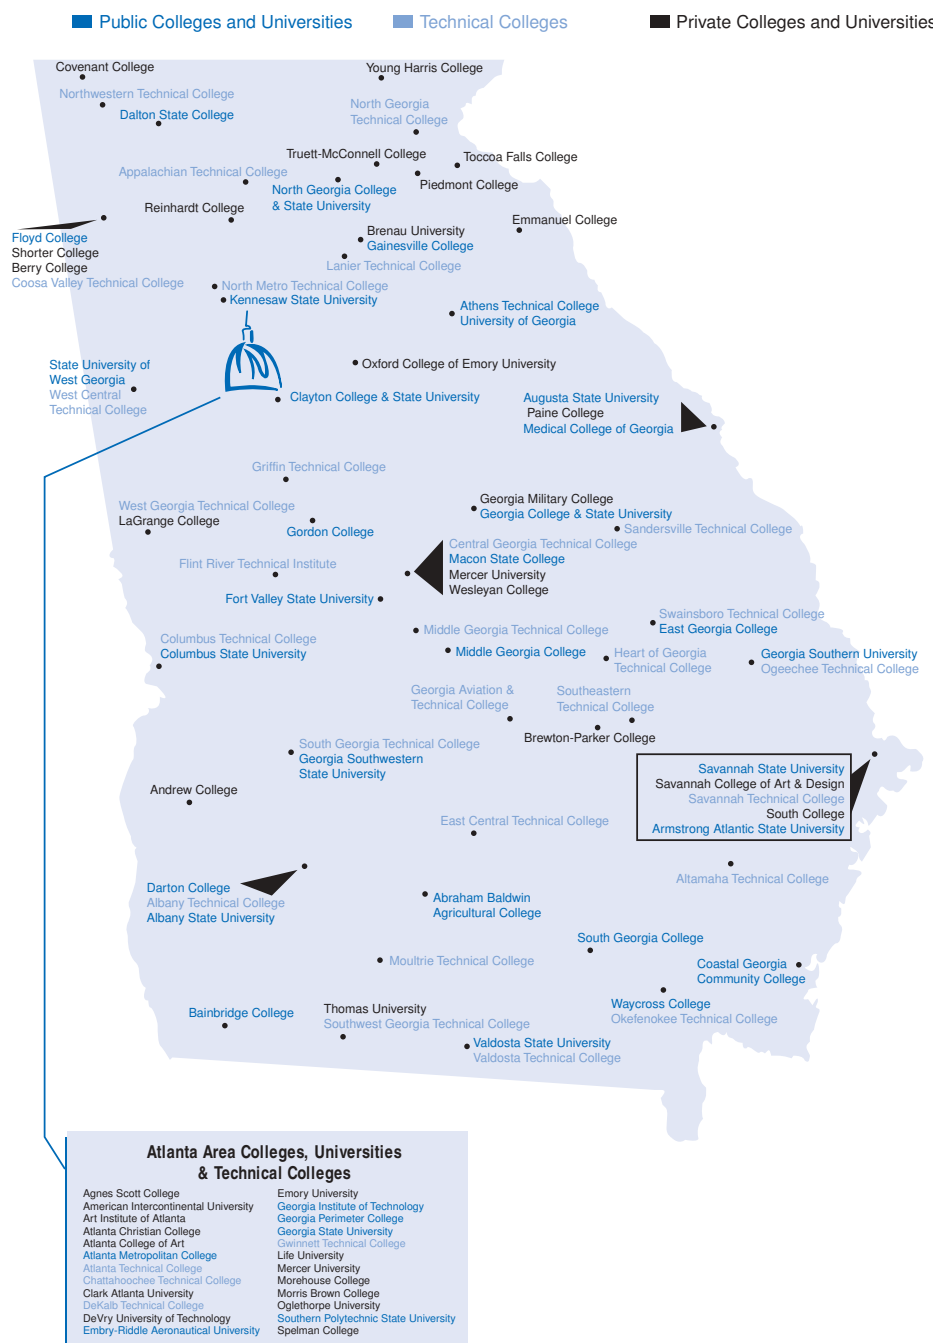 Public Colleges and Universities
Technical Colleges
Private Colleges and Universities
Covenant College
Young Harris College
Northwestern Technical College
North Georgia
Technical College
Dalton State College
Truett-McConnell College
Toccoa Falls College
Appalachian Technical College
Piedmont College
North Georgia College
& State University
Reinhardt College
Emmanuel College
Brenau University
Gainesville College
Floyd College
Shorter College
Berry College
Coosa Valley Technical College
Lanier Technical College
North Metro Technical College
Kennesaw State University
Athens Technical College
University of Georgia
State University of
West Georgia
West Central
Technical College
Oxford College of Emory University
Clayton College & State University
Augusta State University
Paine College
Medical College of Georgia
Griffin Technical College
West Georgia Technical College
LaGrange College
Gordon College
Georgia Military College
Georgia College & State University
Sandersville Technical College
Central Georgia Technical College
Macon State College
Mercer University
Wesleyan College
Flint River Technical Institute
Fort Valley State University
Swainsboro Technical College
East Georgia College
Middle Georgia Technical College
Columbus Technical College
Columbus State University
Middle Georgia College
Heart of Georgia
Technical College
Georgia Southern University
Ogeechee Technical College
Georgia Aviation &
Technical College
Southeastern
Technical College
Brewton-Parker College
South Georgia Technical College
Georgia Southwestern
State University
Savannah State University
Savannah College of Art & Design
Savannah Technical College
South College
Armstrong Atlantic State University
Andrew College
East Central Technical College
Altamaha Technical College
Darton College
Albany Technical College
Albany State University
Abraham Baldwin
Agricultural College
South Georgia College
Moultrie Technical College
Coastal Georgia
Community College
Waycross College
Okefenokee Technical College
Bainbridge College
Thomas University
Southwest Georgia Technical College
Valdosta State University
Valdosta Technical College
Atlanta Area Colleges, Universities
& Technical Colleges
Agnes Scott College
American Intercontinental University
Art Institute of Atlanta
Atlanta Christian College
Atlanta College of Art
Atlanta Metropolitan College
Atlanta Technical College
Chattahoochee Technical College
Clark Atlanta University
DeKalb Technical College
DeVry University of Technology
Embry-Riddle Aeronautical University
Emory University
Georgia Institute of Technology
Georgia Perimeter College
Georgia State University
Gwinnett Technical College
Life University
Mercer University
Morehouse College
Morris Brown College
Oglethorpe University
Southern Polytechnic State University
Spelman College